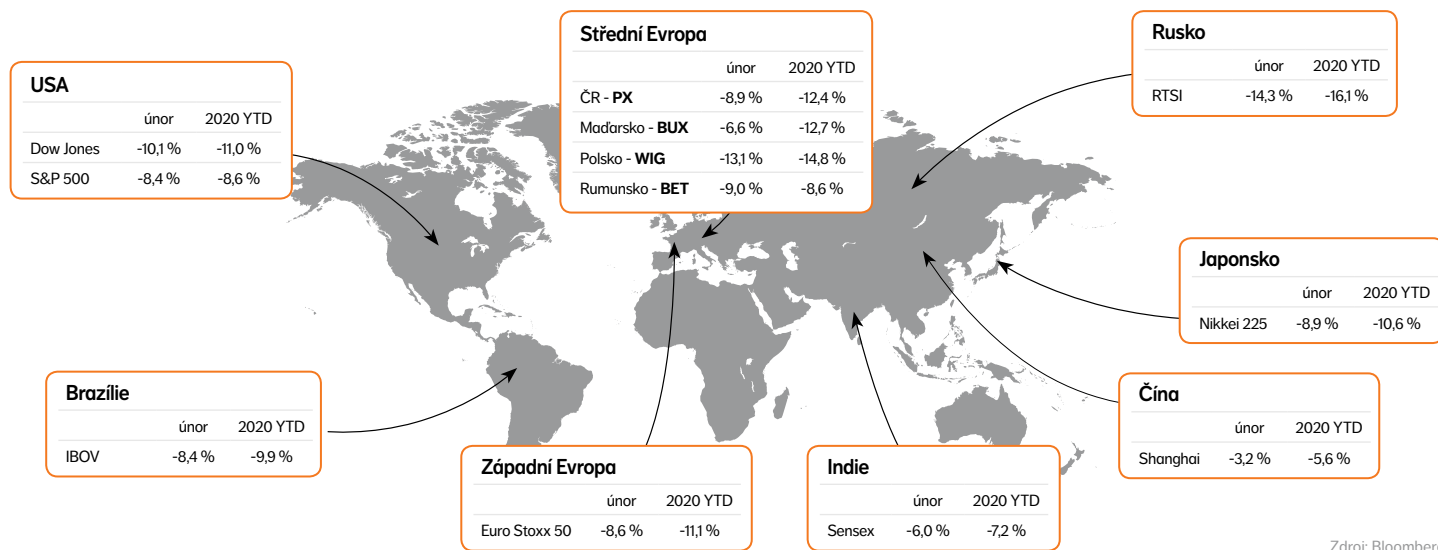 Střední Evropa
únor 2020 YTD
ČR - PX -8,9 % -12,4 %
Maďarsko - BUX -6,6 % -12,7 %
Polsko - WIG -13,1 % -14,8 %
Rumunsko - BET -9,0 % -8,6 %
Rusko
únor 2020 YTD
RTSI -14,3 % -16,1 %
USA
únor 2020 YTD
Dow Jones -10,1 % -11,0 %
S&P 500 -8,4 % -8,6 %
Japonsko
únor 2020 YTD
Nikkei 225 -8,9 % -10,6 %
Brazílie
únor 2020 YTD
IBOV -8,4 % -9,9 %
Čína
únor 2020 YTD
Shanghai -3,2 % -5,6 %
Západní Evropa
únor 2020 YTD
Euro Stoxx 50 -8,6 % -11,1 %
Indie
únor 2020 YTD
Sensex -6,0 % -7,2 %
Zdroj: Bloomberg